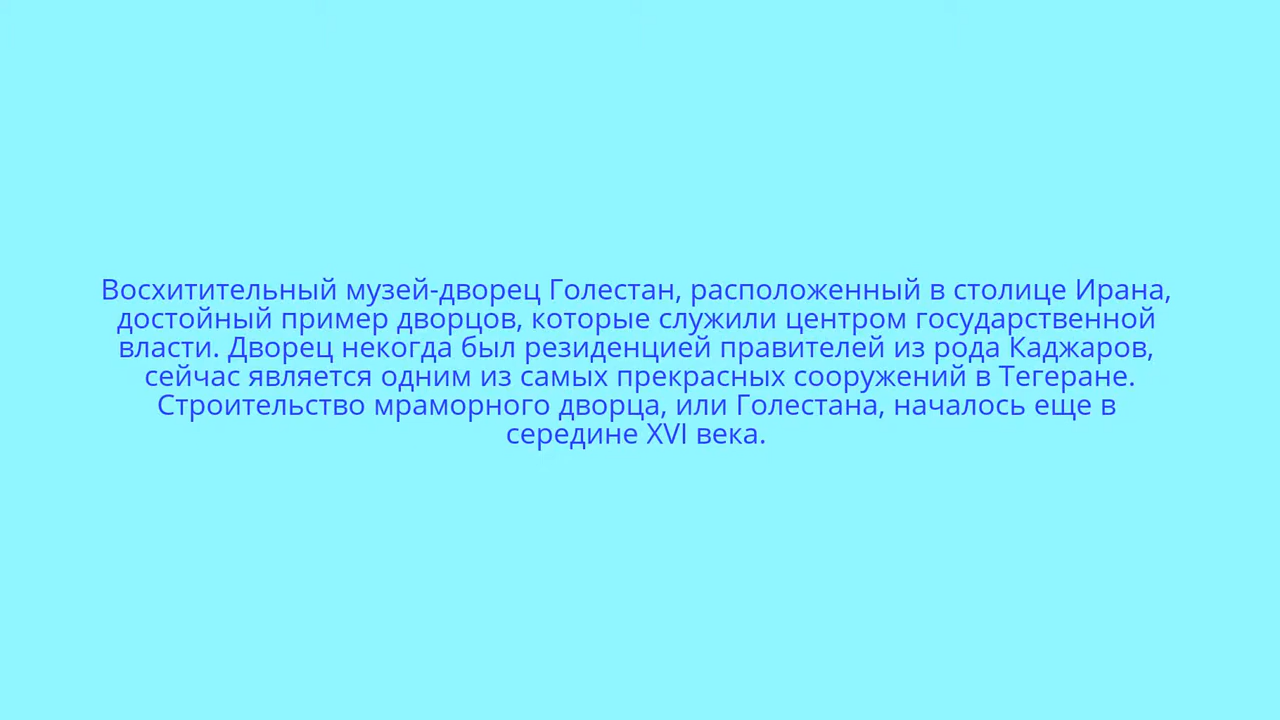 Восхитительный музей-дворец Голестан, расположенный в столице Ирана,
достойный пример дворцов, которые служили центром государственной
власти. Дворец некогда был резиденцией правителей из рода Каджаров,
сейчас является одним из самых прекрасных сооружений в Тегеране.
Строительство мраморного дворца, или Голестана, началось еще в
середине XVI века.